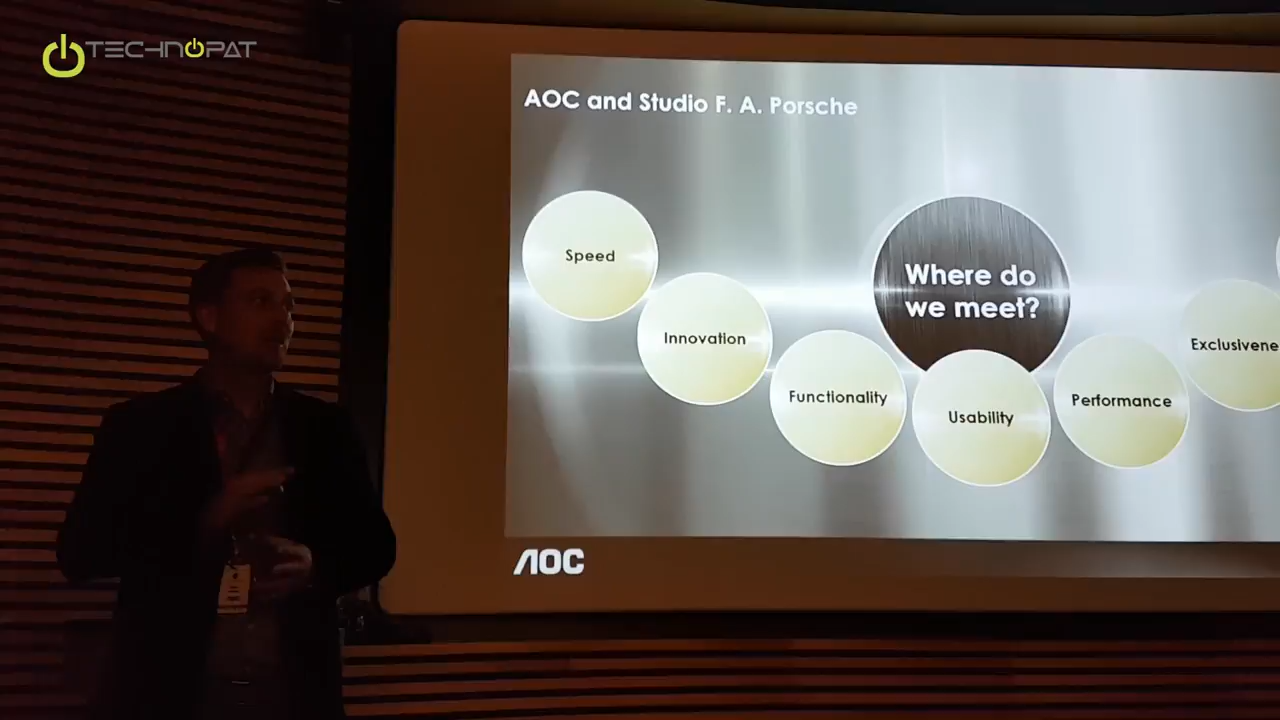 TECHNOPAT
AOC and Studio F. A. Porsche
Speed
Innovation
Functionality
Where do
we meet?
Usability
Performance
Exclusivene
AOC